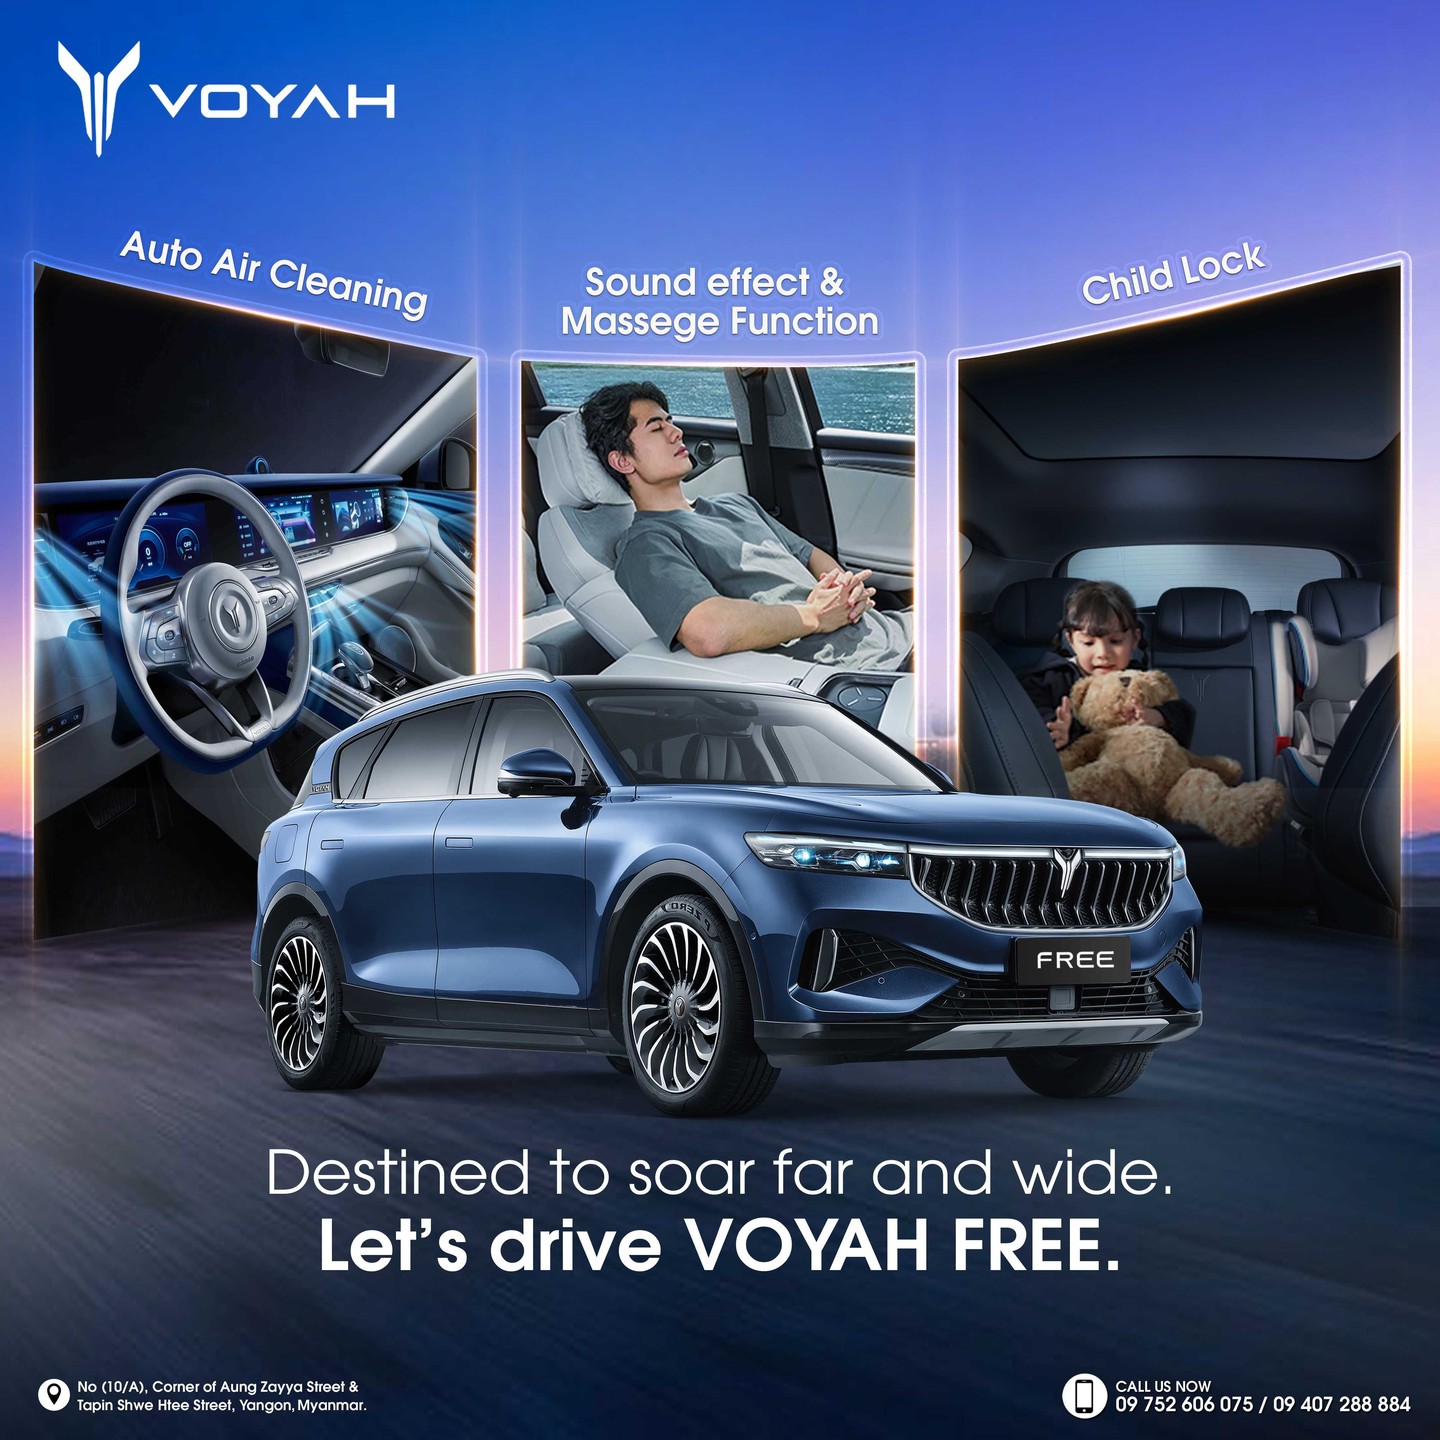 VOYAH
Auto Air Cleaning
Sound effect &
Massege Function
Child Lock
VOYAH
P ZERO
FREE
Destined to soar far and wide.
Let's drive VOYAH FREE.
No (10/A), Corner of Aung Zayya Street &
Tapin Shwe Htee Street, Yangon, Myanmar.
CALL US NOW
09 752 606 075 / 09 407 288 884